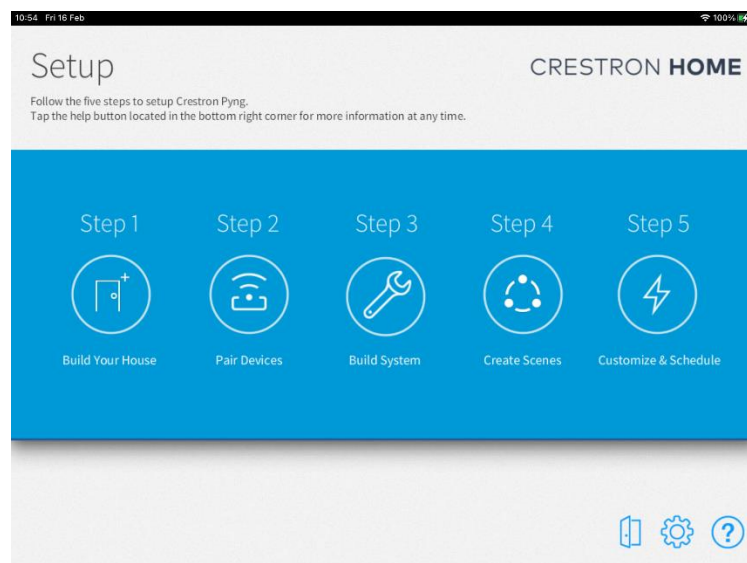 10:54 Fri 16 Feb
100%
Setup
CRESTRON HOME
Follow the five steps to setup Crestron Pyng.
Tap the help button located in the bottom right corner for more information at any time.
Step 1
Step 2
Step 3
Step 4
Step 5
Build Your House
Pair Devices
Build System
Create Scenes
Customize & Schedule
?